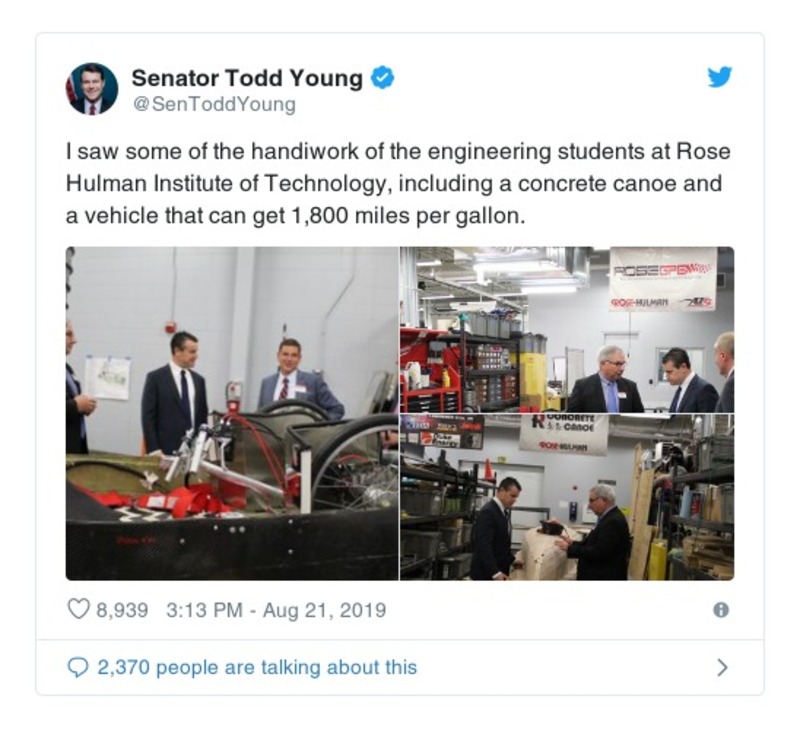 Senator Todd Young
@SenToddYoung
I saw some of the handiwork of the engineering students at Rose
Hulman Institute of Technology, including a concrete canoe and
a vehicle that can get 1,800 miles per gallon.
ROSE
ROSE-HULMAN
CONCRETE
CANOE
Duke
Energy
ROSE-HULMAN
8,939 3:13 PM - Aug 21, 2019
2,370 people are talking about this